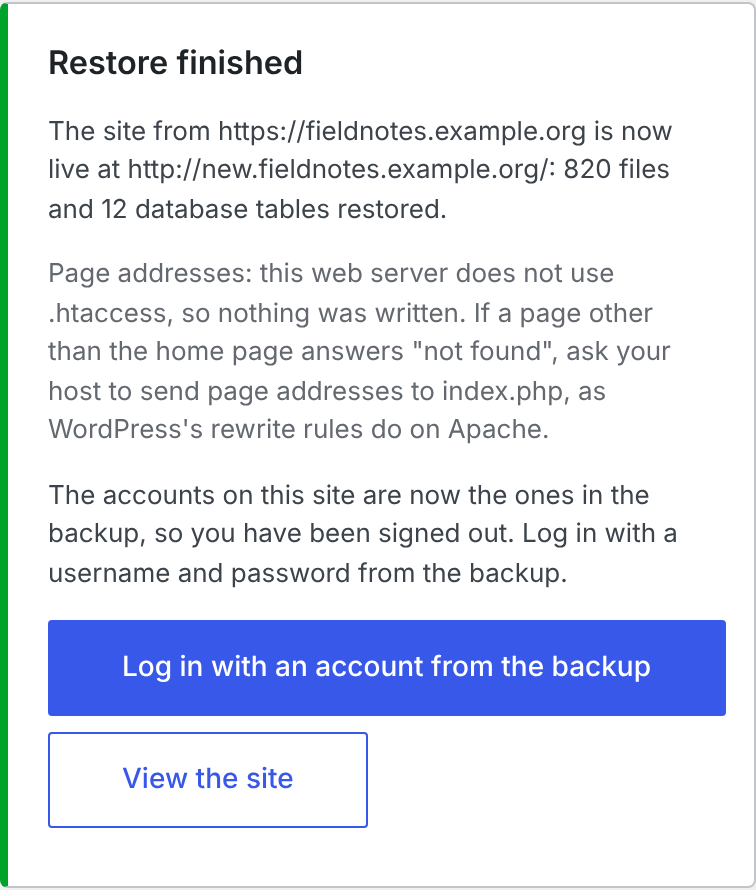 Restore finished
The site from https://fieldnotes.example.org is now
live at http://new.fieldnotes.example.org/: 820 files
and 12 database tables restored.
Page addresses: this web server does not use
.htaccess, so nothing was written. If a page other
than the home page answers "not found", ask your
host to send page addresses to index.php, as
WordPress's rewrite rules do on Apache.
The accounts on this site are now the ones in the
backup, so you have been signed out. Log in with a
username and password from the backup.
Log in with an account from the backup
View the site